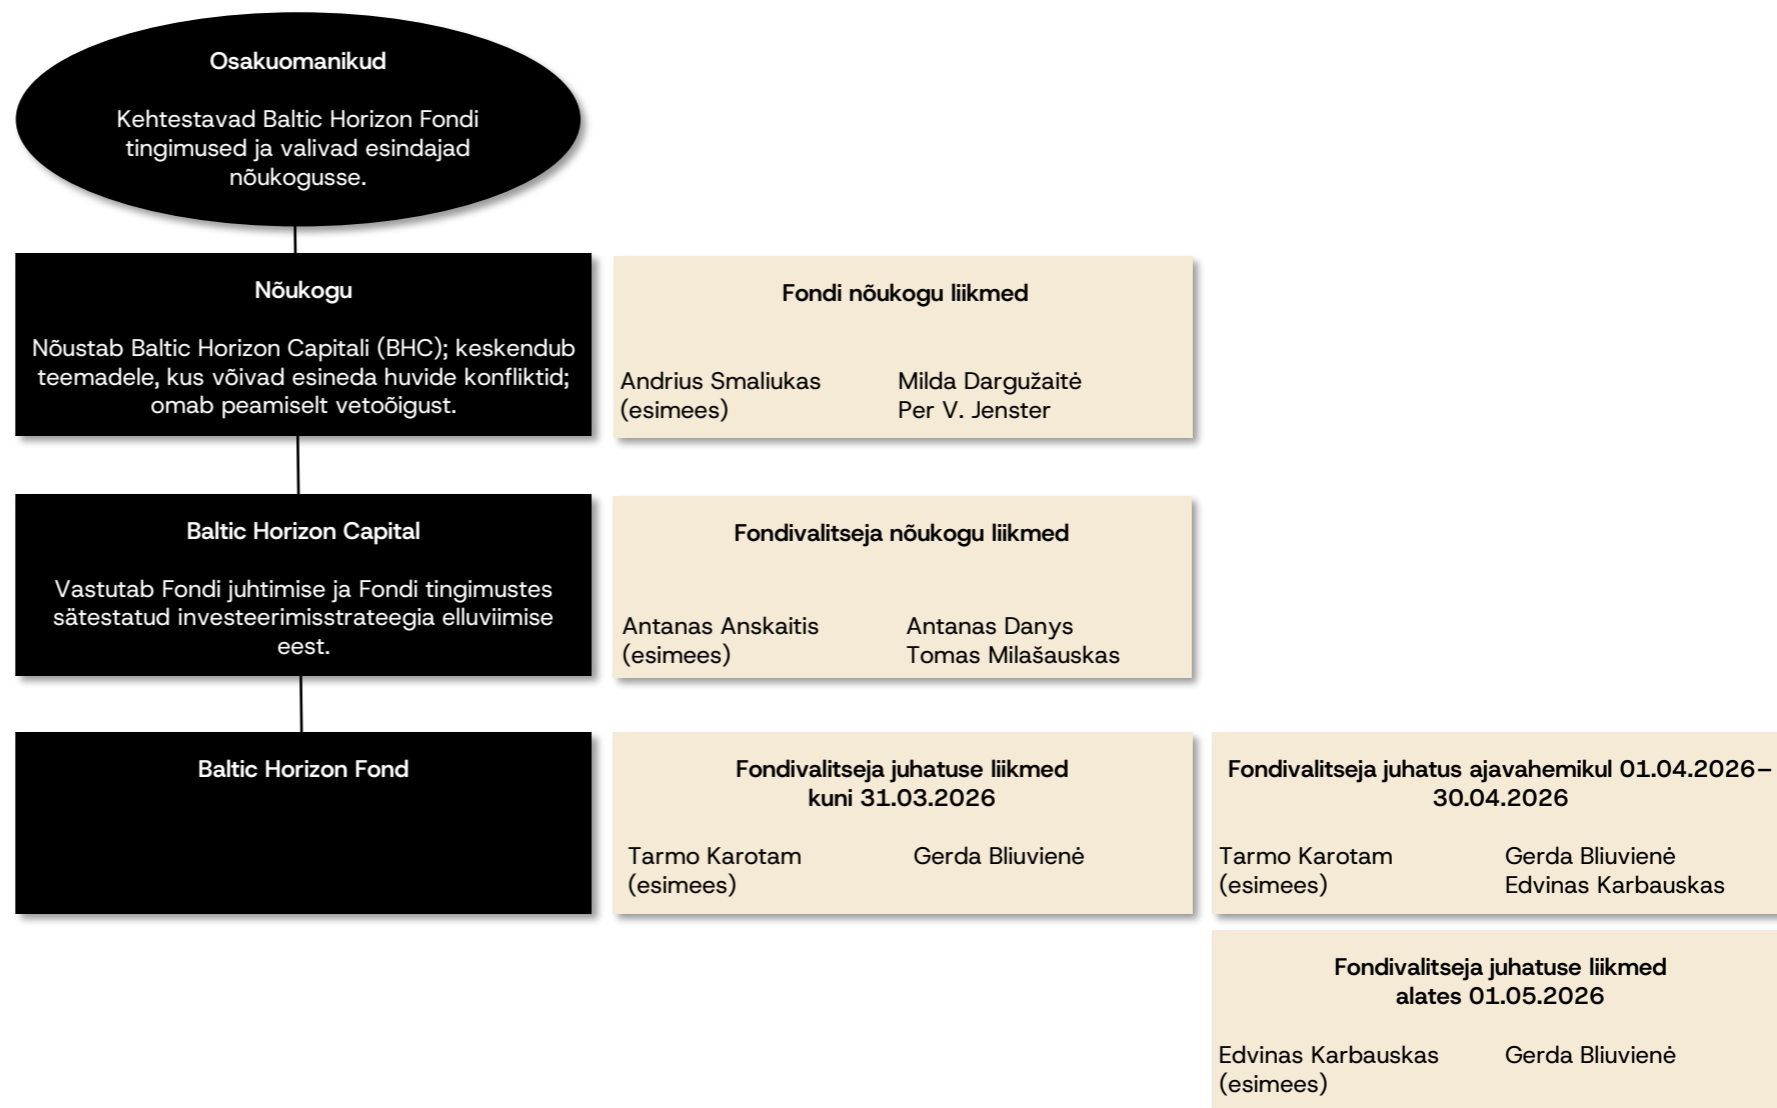 Osakuomanikud
Kehtestavad Baltic Horizon Fondi
tingimused ja valivad esindajad
nõukogusse.
Nõukogu
Nõustab Baltic Horizon Capitali (BHC); keskendub
teemadele, kus võivad esineda huvide konfliktid;
omab peamiselt vetoõigust.
Fondi nõukogu liikmed
Andrius Smaliukas
(esimees)
Milda Dargužaitė
Per V. Jenster
Baltic Horizon Capital
Vastutab Fondi juhtimise ja Fondi tingimustes
sätestatud investeerimisstrateegia elluviimise
eest.
Fondivalitseja nõukogu liikmed
Antanas Anskaitis
(esimees)
Antanas Danys
Tomas Milašauskas
Baltic Horizon Fond
Fondivalitseja juhatuse liikmed
kuni 31.03.2026
Tarmo Karotam
(esimees)
Gerda Bliuvienė
Fondivalitseja juhatus ajavahemikul 01.04.2026–
30.04.2026
Tarmo Karotam
(esimees)
Gerda Bliuvienė
Edvinas Karbauskas
Fondivalitseja juhatuse liikmed
alates 01.05.2026
Edvinas Karbauskas
(esimees)
Gerda Bliuvienė